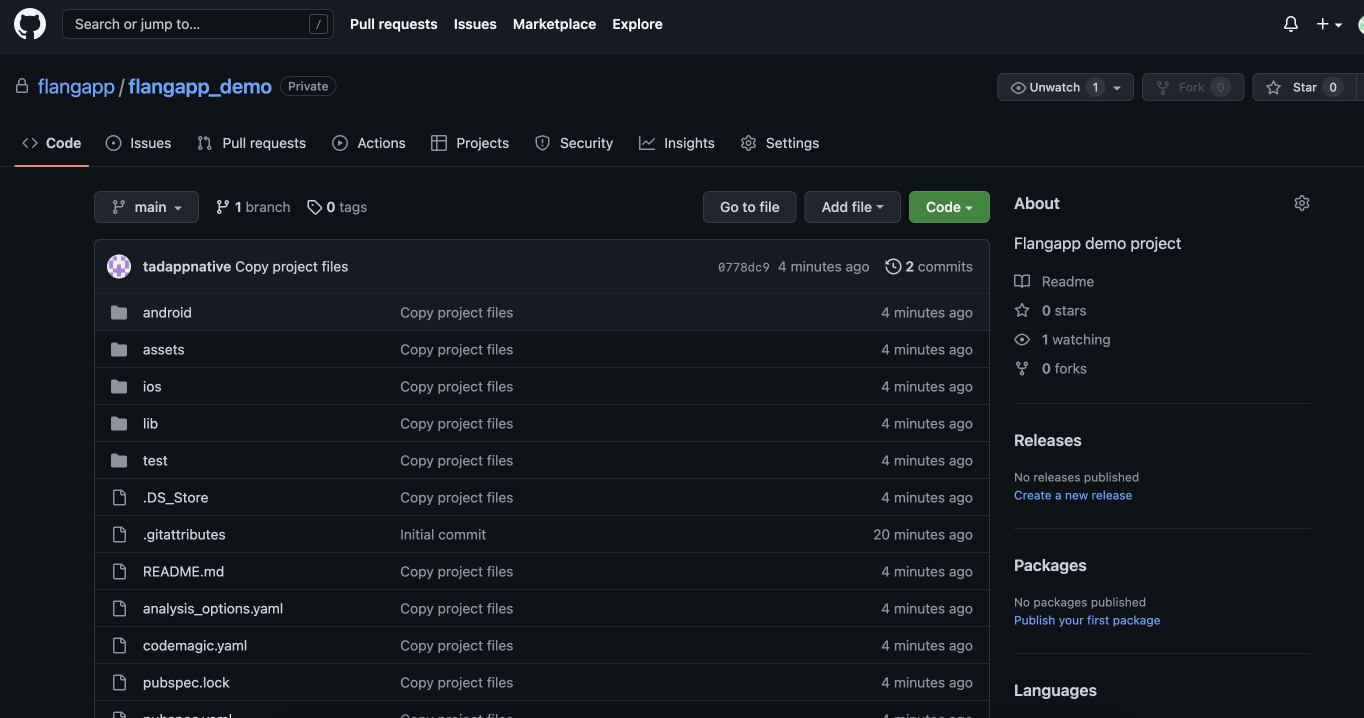 Search or jump to... / Pull requests Issues Marketplace Explore
flangapp / flangapp_demo Private Unwatch 1 Fork 0 Star 0
Code Issues Pull requests Actions Projects Security Insights Settings
main 1 branch 0 tags Go to file Add file Code
tadappnative Copy project files 0778dc9 4 minutes ago 2 commits
android Copy project files 4 minutes ago
assets Copy project files 4 minutes ago
ios Copy project files 4 minutes ago
lib Copy project files 4 minutes ago
test Copy project files 4 minutes ago
.DS_Store Copy project files 4 minutes ago
.gitattributes Initial commit 20 minutes ago
README.md Copy project files 4 minutes ago
analysis_options.yaml Copy project files 4 minutes ago
codemagic.yaml Copy project files 4 minutes ago
pubspec.lock Copy project files 4 minutes ago
pubspec.yaml Copy project files 4 minutes ago
About
Flangapp demo project
Readme
0 stars
1 watching
0 forks
Releases
No releases published
Create a new release
Packages
No packages published
Publish your first package
Languages